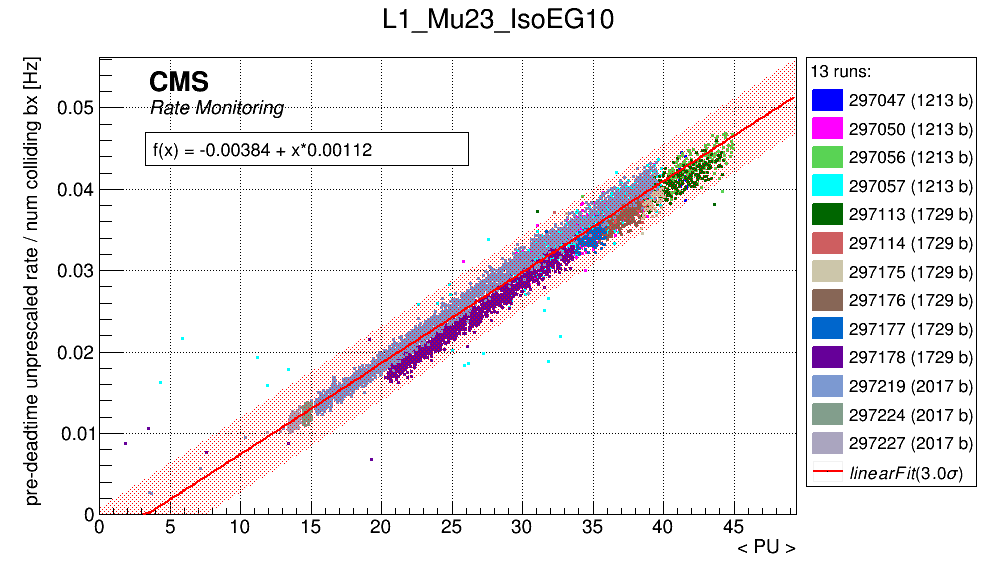 L1_Mu23_IsoEG10
pre-deadtime unprescaled rate / num colliding bx [Hz]
CMS
Rate Monitoring
f(x) = -0.00384 + x*0.00112
0.05
0.04
0.03
0.02
0.01
0
0 5 10 15 20 25 30 35 40 45
< PU >
13 runs:
297047 (1213 b)
297050 (1213 b)
297056 (1213 b)
297057 (1213 b)
297113 (1729 b)
297114 (1729 b)
297175 (1729 b)
297176 (1729 b)
297177 (1729 b)
297178 (1729 b)
297219 (2017 b)
297224 (2017 b)
297227 (2017 b)
linearFit(3.0σ)